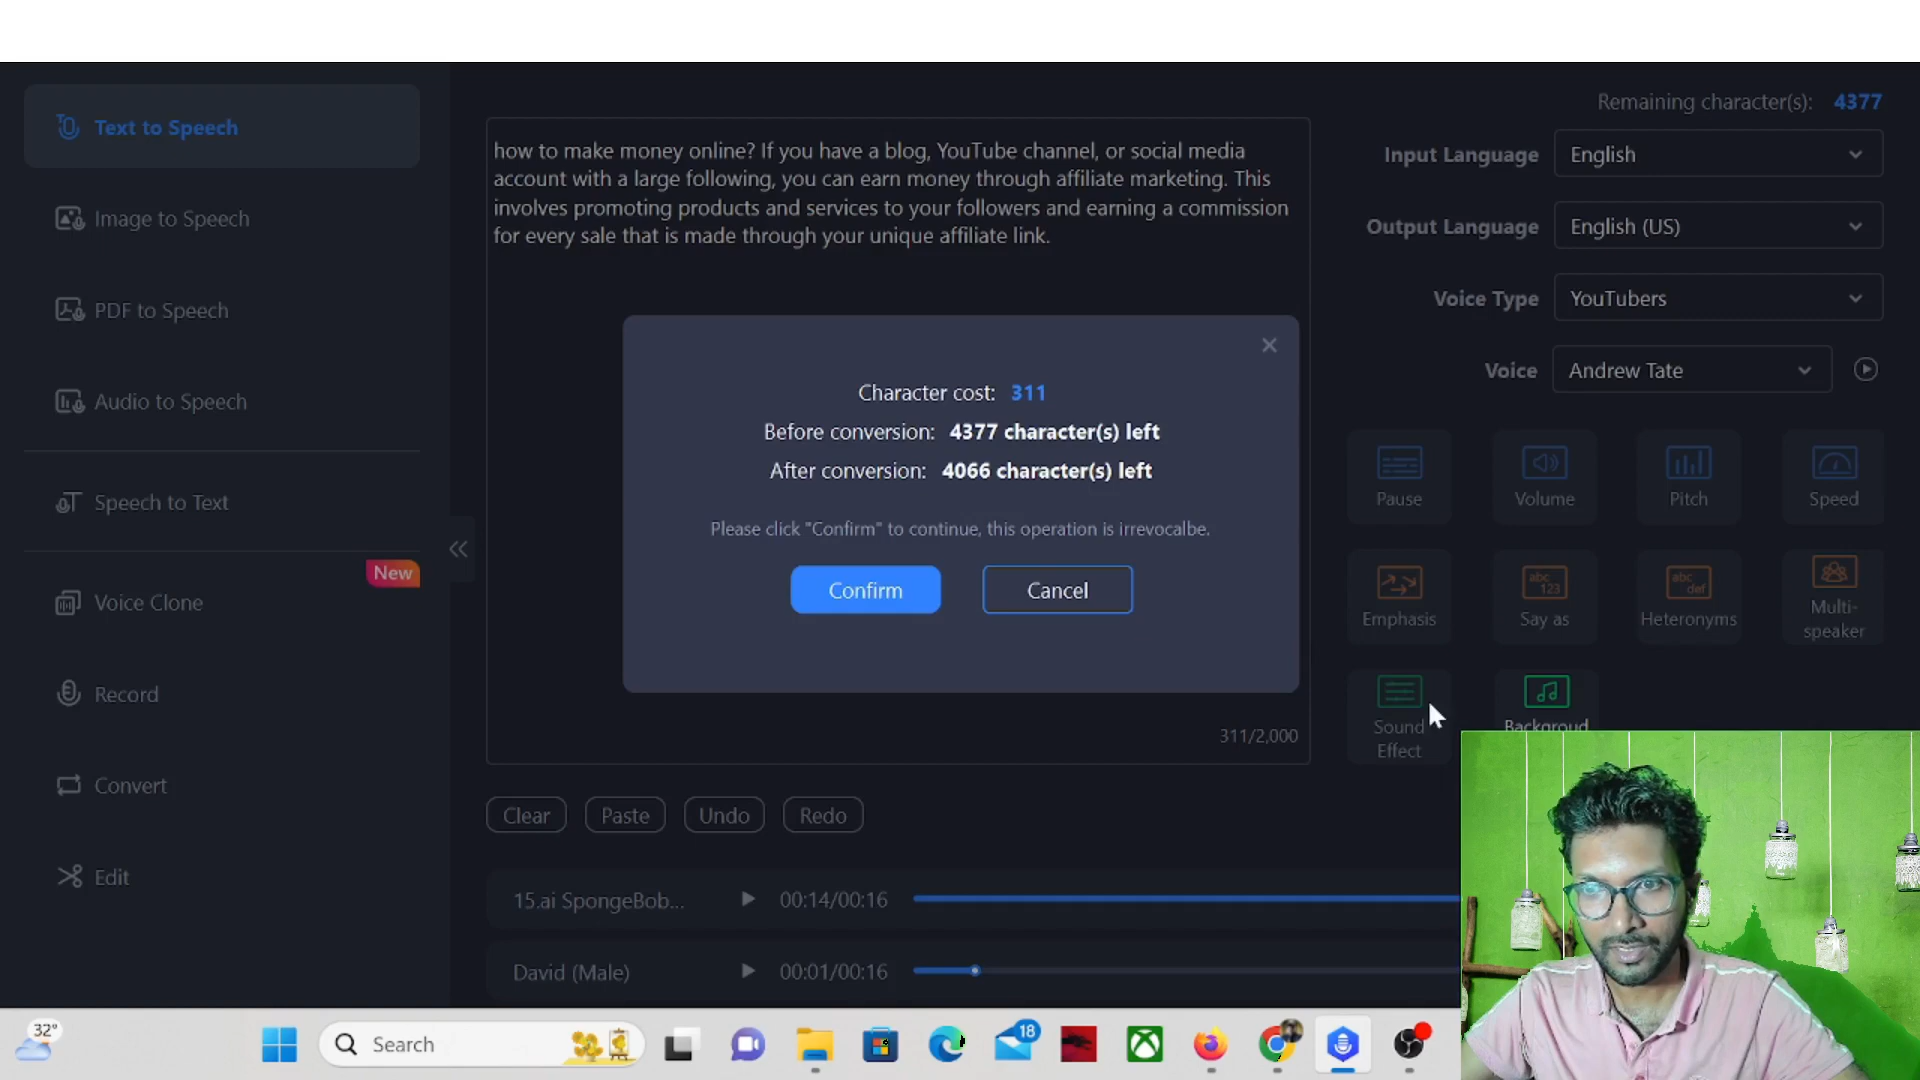 Text to Speech
Image to Speech
PDF to Speech
Audio to Speech
Speech to Text
New
Voice Clone
Record
Convert
Edit
how to make money online? If you have a blog, YouTube channel, or social media
account with a large following, you can earn money through affiliate marketing. This
involves promoting products and services to your followers and earning a commission
for every sale that is made through your unique affiliate link.
Character cost: 311
Before conversion: 4377 character(s) left
After conversion: 4066 character(s) left
Please click "Confirm" to continue, this operation is irrevocalbe.
Confirm
Cancel
311/2,000
Clear
Paste
Undo
Redo
15.ai SpongeBob...
00:14/00:16
David (Male)
00:01/00:16
Remaining character(s): 4377
Input Language
English
Output Language
English (US)
Voice Type
YouTubers
Voice
Andrew Tate
Pause
Volume
Pitch
Speed
Emphasis
abc
123
Say as
abc
def
Heteronyms
Multi-
speaker
Sound
Effect
Backgroud
32°
Search
18